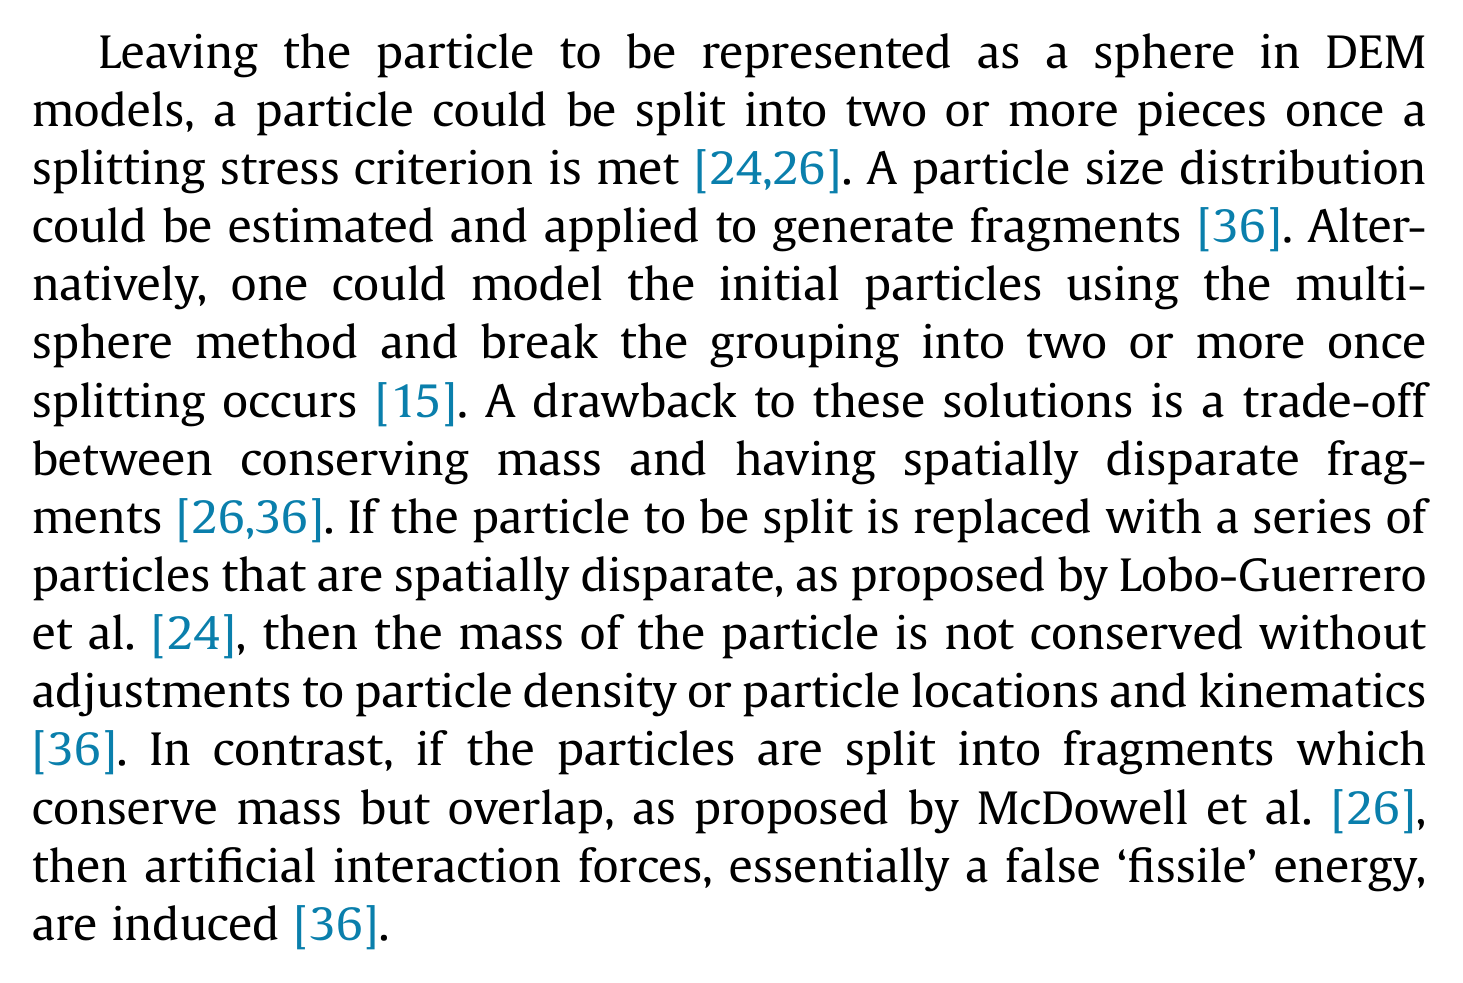 Leaving the particle to be represented as a sphere in DEM
models, a particle could be split into two or more pieces once a
splitting stress criterion is met [24,26]. A particle size distribution
could be estimated and applied to generate fragments [36]. Alter-
natively, one could model the initial particles using the multi-
sphere method and break the grouping into two or more once
splitting occurs [15]. A drawback to these solutions is a trade-off
between conserving mass and having spatially disparate frag-
ments [26,36]. If the particle to be split is replaced with a series of
particles that are spatially disparate, as proposed by Lobo-Guerrero
et al. [24], then the mass of the particle is not conserved without
adjustments to particle density or particle locations and kinematics
[36]. In contrast, if the particles are split into fragments which
conserve mass but overlap, as proposed by McDowell et al. [26],
then artificial interaction forces, essentially a false ‘fissile’ energy,
are induced [36].